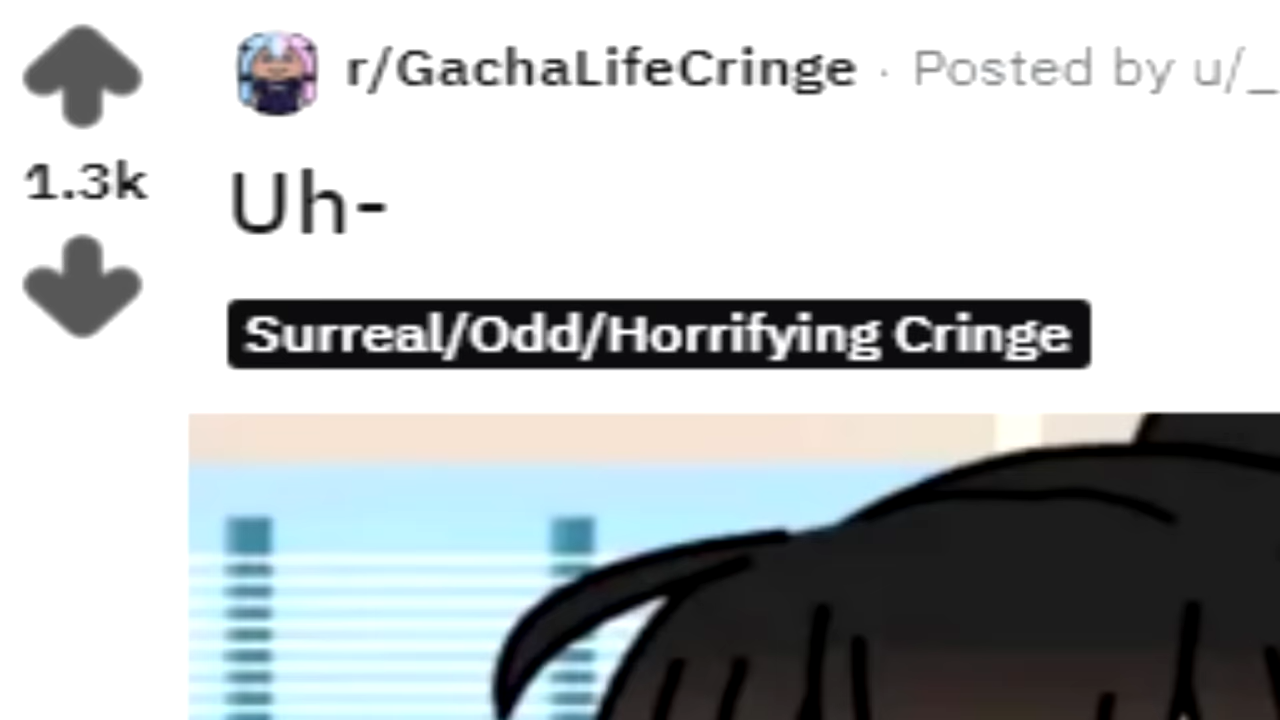 r/GachaLifeCringe · Posted by u/_
1.3k
Uh-
Surreal/Odd/Horrifying Cringe